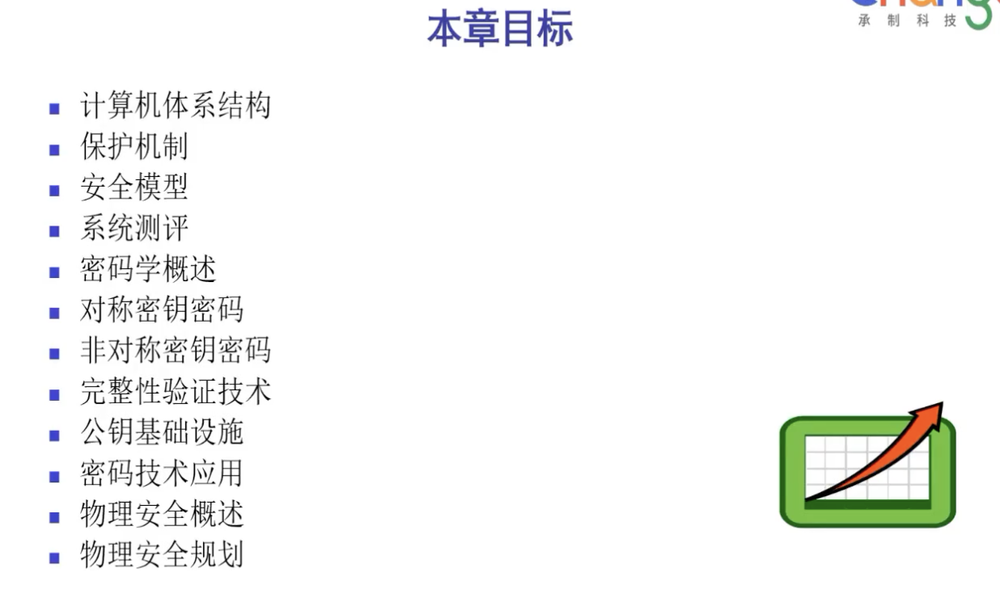 本章目标
承制科技
计算机体系结构
保护机制
安全模型
系统测评
密码学概述
对称密钥密码
非对称密钥密码
完整性验证技术
公钥基础设施
密码技术应用
物理安全概述
物理安全规划